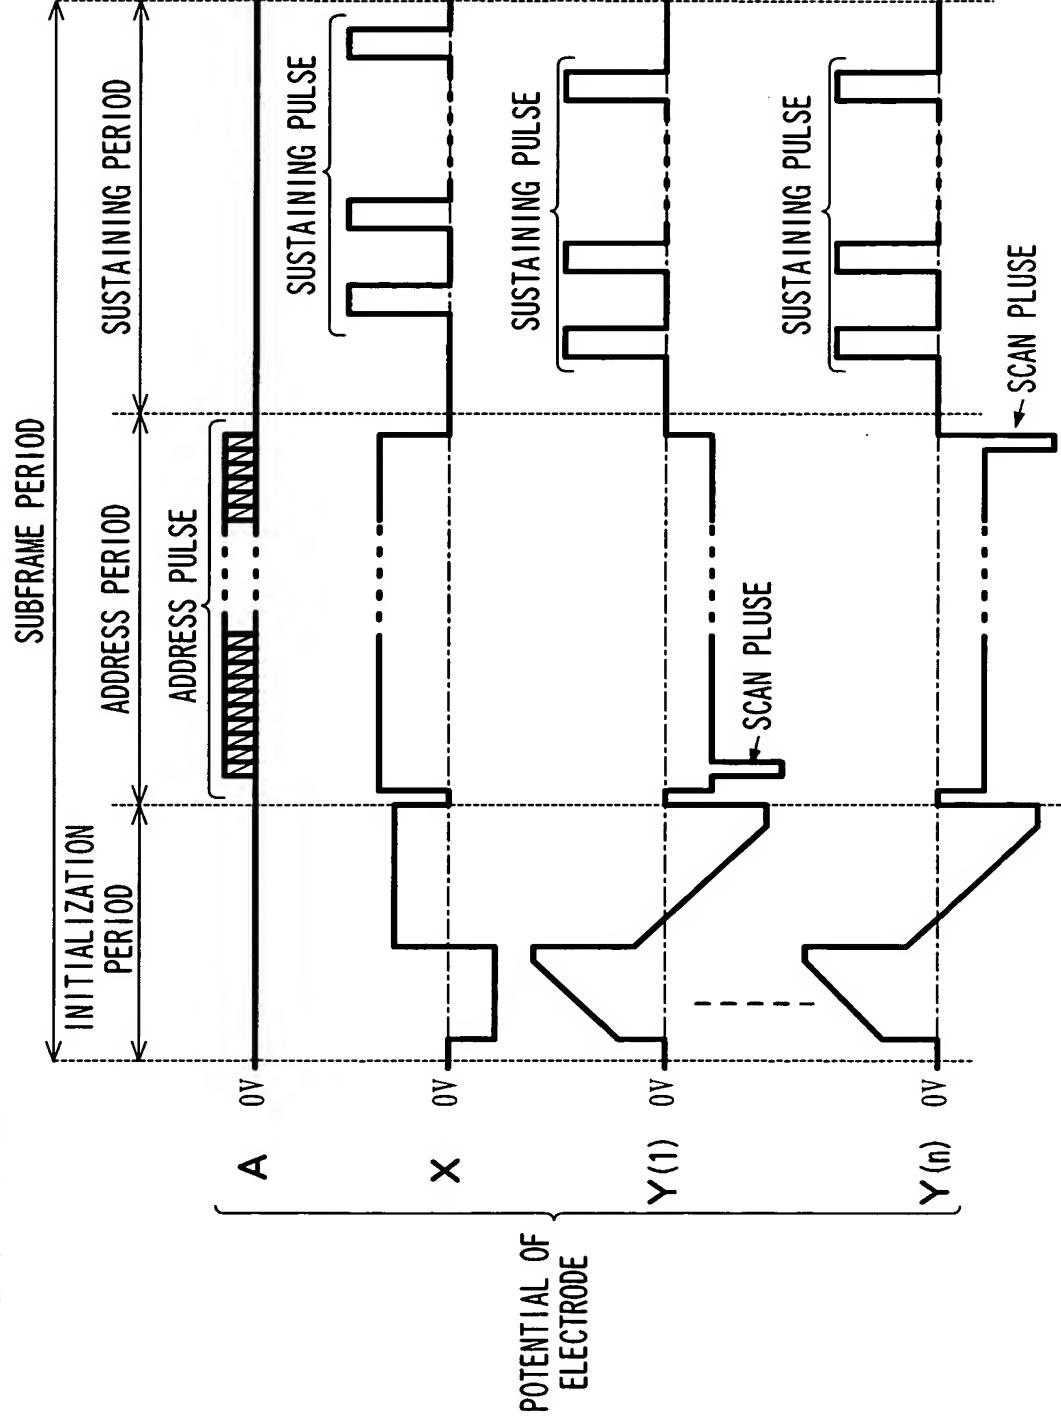 SUBFRAME PERIOD
INITIALIZATION
PERIOD
ADDRESS PERIOD
SUSTAINING PERIOD
ADDRESS PULSE
A
0V
SUSTAINING PULSE
X
0V
SUSTAINING PULSE
SCAN PLUSE
Y(1)
0V
SUSTAINING PULSE
SCAN PLUSE
Y(n)
0V
POTENTIAL OF
ELECTRODE